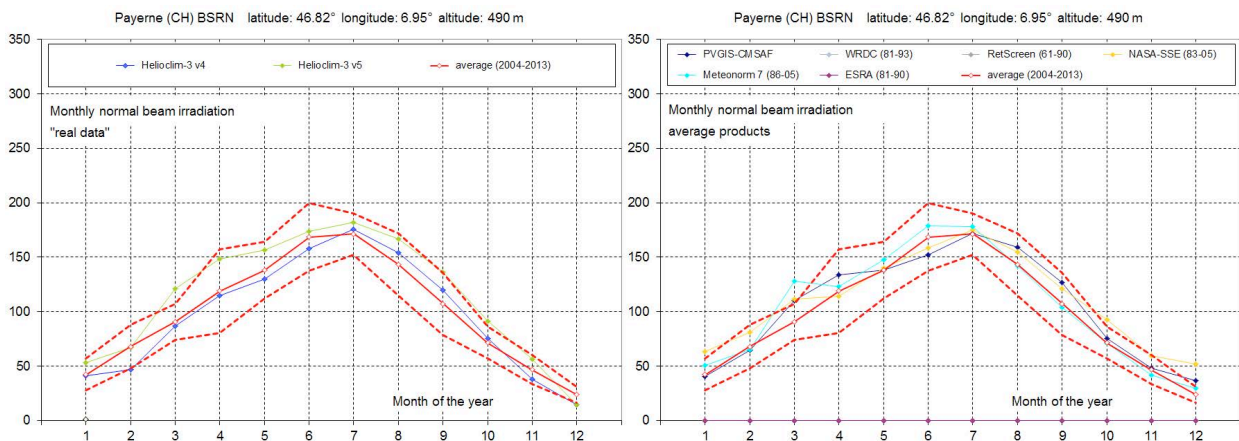 Payerne (CH) BSRN latitude: 46.82° longitude: 6.95° altitude: 490 m
350
300
250
200
150
100
50
0
Helioclim-3 v4 Helioclim-3 v5 average (2004-2013)
Monthly normal beam irradiation
"real data"
Month of the year
1 2 3 4 5 6 7 8 9 10 11 12
Payerne (CH) BSRN latitude: 46.82° longitude: 6.95° altitude: 490 m
350
300
250
200
150
100
50
0
PVGIS-CMSAF WRDC (81-93) RetScreen (61-90) NASA-SSE (83-05)
Meteonorm 7 (86-05) ESRA (81-90) average (2004-2013)
Monthly normal beam irradiation
average products
Month of the year
1 2 3 4 5 6 7 8 9 10 11 12